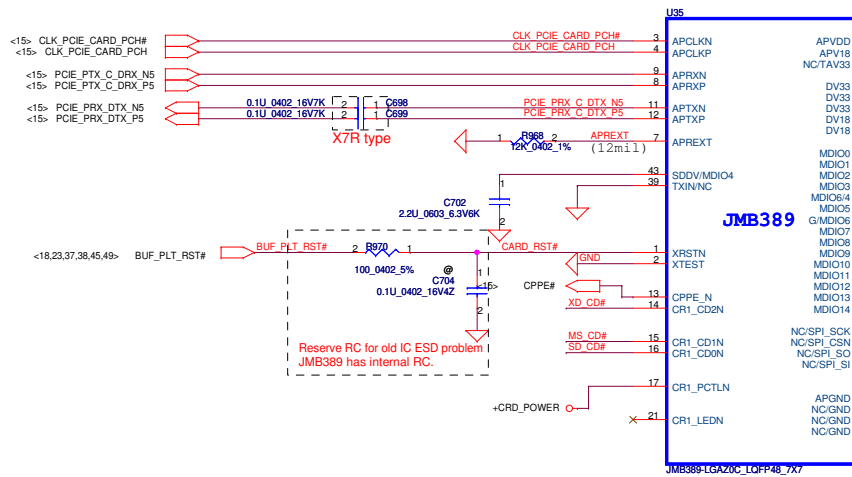 U35
<15> CLK_PCIE_CARD_PCH# CLK_PCIE_CARD_PCH# 3 APCLKN APVDD
<15> CLK_PCIE_CARD_PCH CLK_PCIE_CARD_PCH 4 APCLKP APV18
NC/TAV33
<15> PCIE_PTX_C_DRX_N5 9 APRXN
<15> PCIE_PTX_C_DRX_P5 8 APRXP DV33
DV33
<15> PCIE_PRX_DTX_N5 0.1U_0402_16V7K 2 1 C698 PCIE_PRX_C_DTX_N5 11 APTXN DV33
<15> PCIE_PRX_DTX_P5 0.1U_0402_16V7K 2 1 C699 PCIE_PRX_C_DTX_P5 12 APTXP DV18
DV18
X7R type
1 R968 2 APREXT 7 APREXT
12K_0402_1% (12mil)
MDIO0
MDIO1
43 SDDV/MDIO4 MDIO2
39 TXIN/NC MDIO3
MDIO6/4
1
C702
2.2U_0603_6.3V6K
2
MDIO5
JMB389 G/MDIO6
MDIO7
MDIO8
<18,23,37,38,45,49> BUF_PLT_RST# BUF_PLT_RST# 2 R970 1 CARD_RST# 1 XRSTN MDIO9
100_0402_5% GND 2 XTEST MDIO10
MDIO11
@
1
C704
<15>
0.1U_0402_16V4Z
2
CPPE# 13 CPPE_N MDIO12
MDIO13
XD_CD# 14 CR1_CD2N MDIO14
NC/SPI_SCK
MS_CD# 15 CR1_CD1N NC/SPI_CSN
SD_CD# 16 CR1_CD0N NC/SPI_SO
NC/SPI_SI
Reserve RC for old IC ESD problem
JMB389 has internal RC.
17 CR1_PCTLN
APGND
+CRD_POWER NC/GND
21 CR1_LEDN NC/GND
NC/GND
JMB389-LGAZ0C_LQFP48_7X7